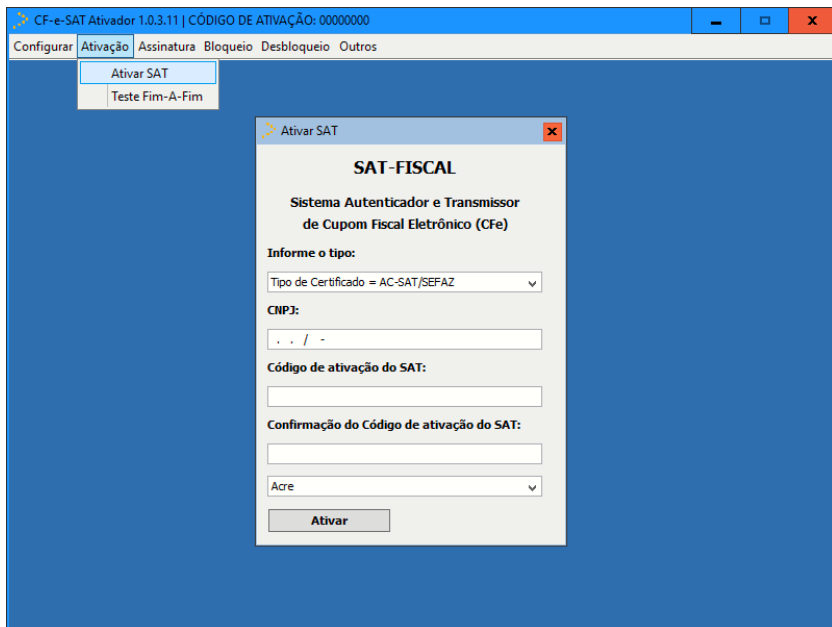 CF-e-SAT Ativador 1.0.3.11 | CÓDIGO DE ATIVAÇÃO: 00000000
Configurar Ativação Assinatura Bloqueio Desbloqueio Outros
Ativar SAT
Teste Fim-A-Fim
Ativar SAT
SAT-FISCAL
Sistema Autenticador e Transmissor
de Cupom Fiscal Eletrônico (CFe)
Informe o tipo:
Tipo de Certificado = AC-SAT/SEFAZ
CNPJ:
. . / -
Código de ativação do SAT:
Confirmação do Código de ativação do SAT:
Acre
Ativar